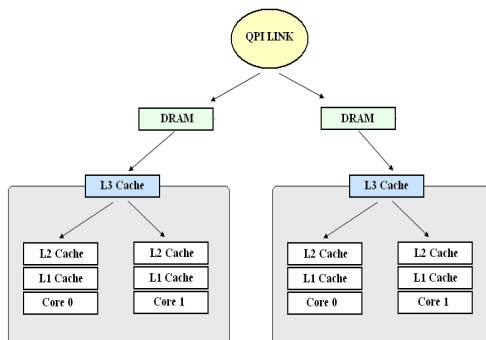 QPI LINK
DRAM
DRAM
L3 Cache
L3 Cache
L2 Cache
L2 Cache
L1 Cache
L1 Cache
Core 0
Core 1
L2 Cache
L2 Cache
L1 Cache
L1 Cache
Core 0
Core 1